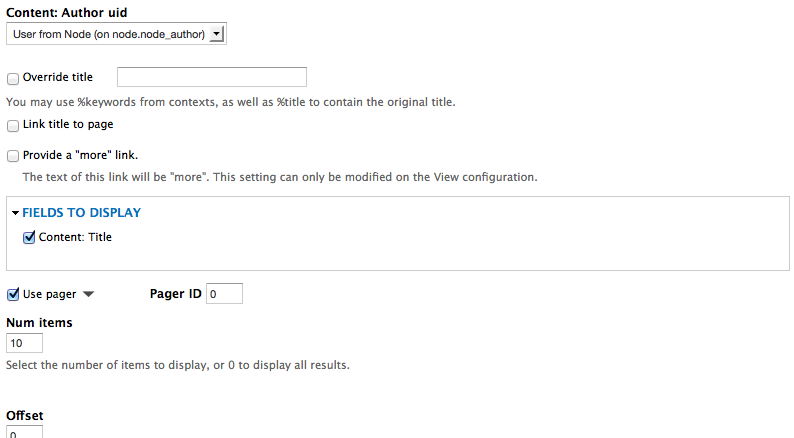 Content: Author uid
User from Node (on node.node_author)
Override title
You may use %keywords from contexts, as well as %title to contain the original title.
Link title to page
Provide a "more" link.
The text of this link will be "more". This setting can only be modified on the View configuration.
FIELDS TO DISPLAY
Content: Title
Use pager Pager ID 0
Num items
10
Select the number of items to display, or 0 to display all results.
Offset
0